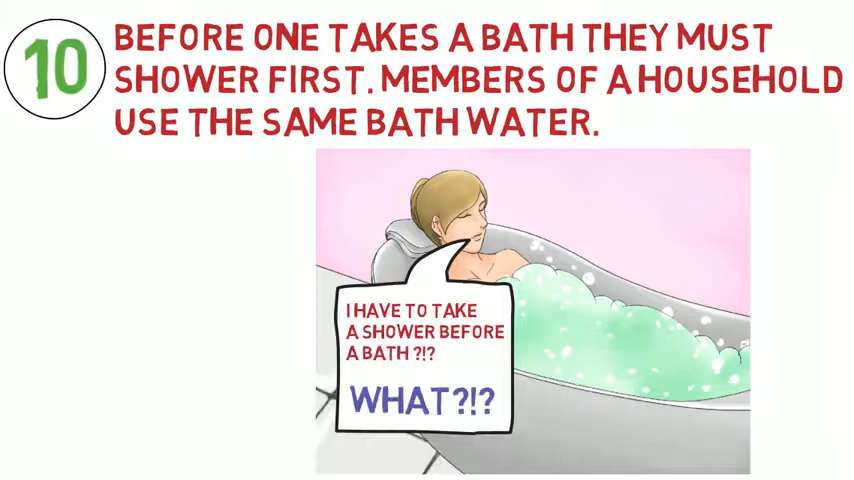 10
BEFORE ONE TAKES A BATH THEY MUST
SHOWER FIRST. MEMBERS OF A HOUSEHOLD
USE THE SAME BATH WATER.
I HAVE TO TAKE
A SHOWER BEFORE
A BATH ?!?
WHAT?!?